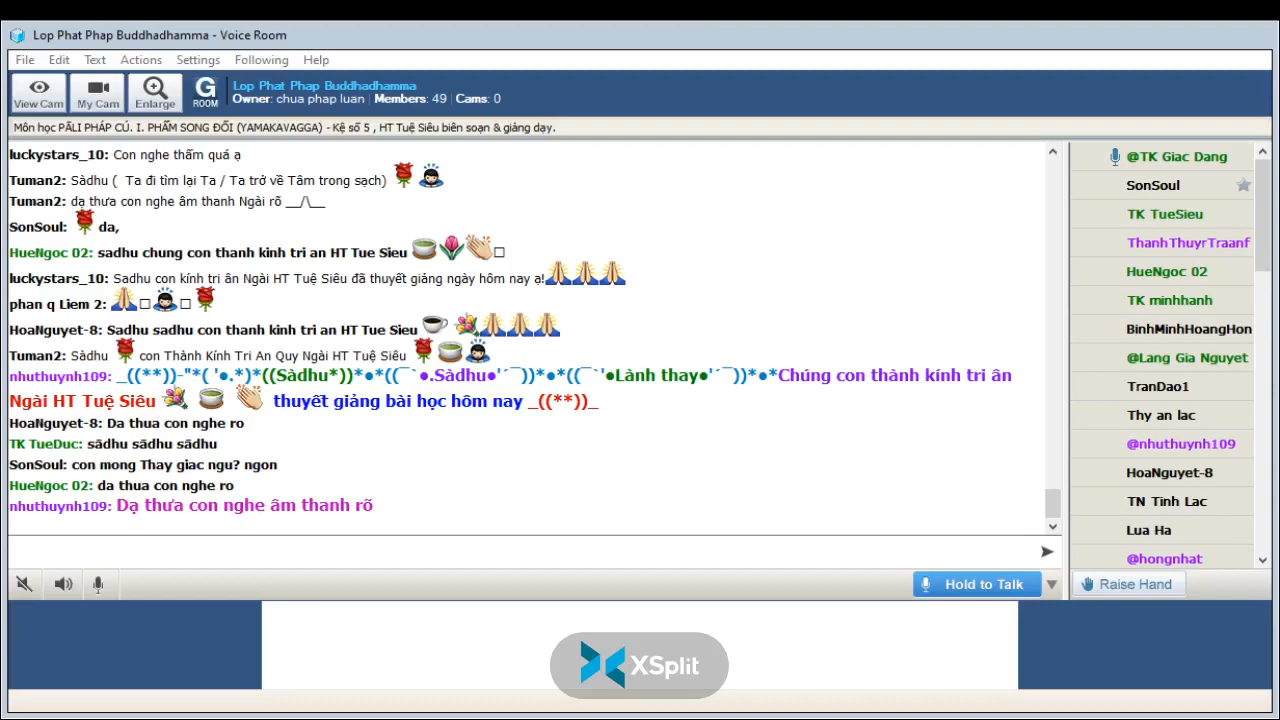 Lop Phat Phap Buddhadhamma - Voice Room
File Edit Text Actions Settings Following Help
View Cam My Cam Enlarge G ROOM
Lop Phat Phap Buddhadhamma
Owner: chua phap luan | Members: 49 | Cams: 0
Môn học PĀLI PHÁP CÚ. I. PHẨM SONG ĐỐI (YAMAKAVAGGA) - Kệ số 5 , HT Tuệ Siêu biên soạn & giảng dạy.
luckystars_10: Con nghe thấm quá ạ
Tuman2: Sàdhu ( Ta đi tìm lại Ta / Ta trở về Tâm trong sạch) 🌹 🙇
Tuman2: dạ thưa con nghe âm thanh Ngài rõ __/\__
SonSoul: 🌹 da,
HueNgoc 02: sadhu chung con thanh kinh tri an HT Tue Sieu 🍵🌷👏□
luckystars_10: Sadhu con kính tri ân Ngài HT Tuệ Siêu đã thuyết giảng ngày hôm nay ạ!🙏🙏🙏
phan q Liem 2: 🙏□🙇□🌹
HoaNguyet-8: Sadhu sadhu con thanh kinh tri an HT Tue Sieu ☕ 💐🙏🙏🙏
Tuman2: Sàdhu 🌹 con Thành Kính Tri An Quy Ngài HT Tuệ Siêu 🌹🍵🙇
nhuthuynh109: _((**))-"*( '●.*)*((Sàdhu*))*●*((¯`●.Sàdhu●'´¯))*●*((¯`'●Lành thay●'´¯))*●*Chúng con thành kính tri ân
Ngài HT Tuệ Siêu 💐 🍵 👏 thuyết giảng bài học hôm nay _((**))_
HoaNguyet-8: Da thua con nghe ro
TK TueDuc: sādhu sādhu sādhu
SonSoul: con mong Thay giac ngu? ngon
HueNgoc 02: da thua con nghe ro
nhuthuynh109: Dạ thưa con nghe âm thanh rõ
Hold to Talk
@TK Giac Dang
SonSoul
TK TueSieu
ThanhThuyrTraanf
HueNgoc 02
TK minhhanh
BinhMinhHoangHon
@Lang Gia Nguyet
TranDao1
Thy an lac
@nhuthuynh109
HoaNguyet-8
TN Tinh Lac
Lua Ha
@hongnhat
Raise Hand
XSplit